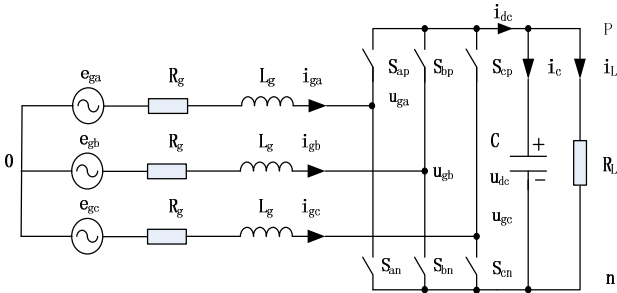 i_dc
P
e_ga
R_g
L_g
i_ga
S_ap
S_bp
S_cp
i_c
i_L
u_ga
e_gb
R_g
L_g
i_gb
0
C
+
u_gb
u_dc
−
R_L
e_gc
R_g
L_g
i_gc
u_gc
S_an
S_bn
S_cn
n